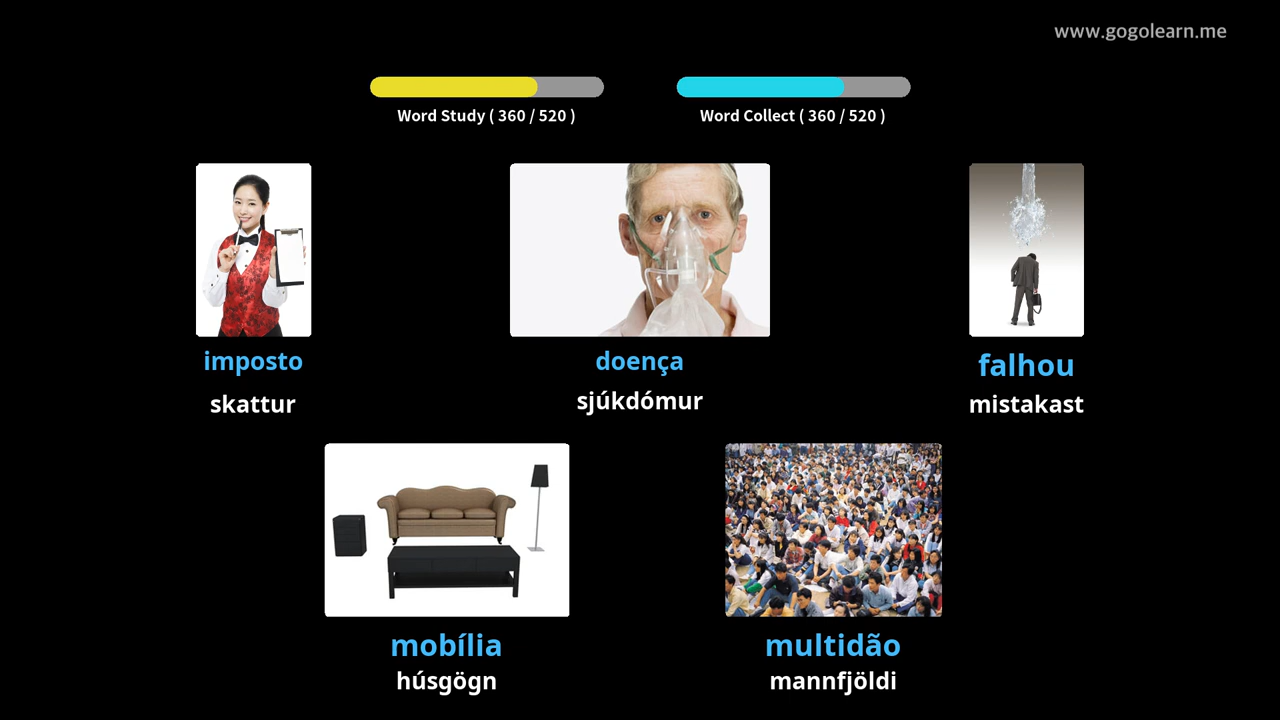 www.gogolearn.me
Word Study ( 360 / 520 )
Word Collect ( 360 / 520 )
imposto
skattur
doença
sjúkdómur
falhou
mistakast
mobília
húsgögn
multidão
mannfjöldi